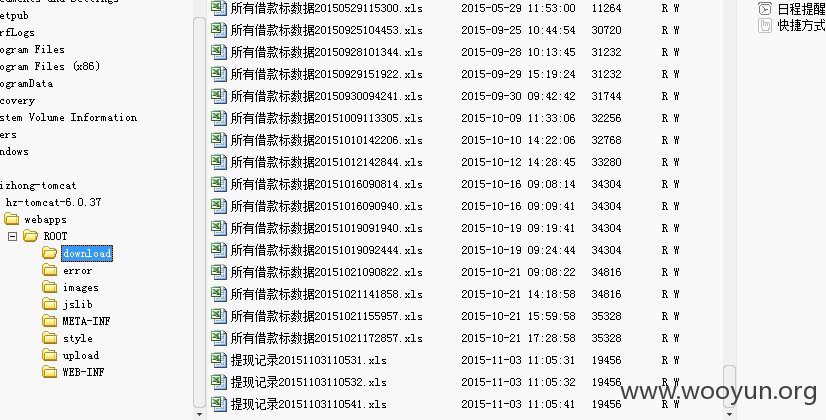 cuments and Settings
etpub
rfLogs
ogram Files
ogram Files (x86)
ogramData
covery
stem Volume Information
ers
ndows
izhong-tomcat
hz-tomcat-6.0.37
webapps
ROOT
download
error
images
jslib
META-INF
style
upload
WEB-INF
所有借款标数据20150529115300.xls 2015-05-29 11:53:00 11264 R W
所有借款标数据20150925104453.xls 2015-09-25 10:44:54 30720 R W
所有借款标数据20150928101344.xls 2015-09-28 10:13:45 31232 R W
所有借款标数据20150929151922.xls 2015-09-29 15:19:24 31232 R W
所有借款标数据20150930094241.xls 2015-09-30 09:42:42 31744 R W
所有借款标数据20151009113305.xls 2015-10-09 11:33:06 32256 R W
所有借款标数据20151010142206.xls 2015-10-10 14:22:06 32768 R W
所有借款标数据20151012142844.xls 2015-10-12 14:28:45 33280 R W
所有借款标数据20151016090814.xls 2015-10-16 09:08:14 34304 R W
所有借款标数据20151016090940.xls 2015-10-16 09:09:41 34304 R W
所有借款标数据20151019091940.xls 2015-10-19 09:19:41 34304 R W
所有借款标数据20151019092444.xls 2015-10-19 09:24:44 34304 R W
所有借款标数据20151021090822.xls 2015-10-21 09:08:22 34816 R W
所有借款标数据20151021141858.xls 2015-10-21 14:18:58 34816 R W
所有借款标数据20151021155957.xls 2015-10-21 15:59:58 35328 R W
所有借款标数据20151021172857.xls 2015-10-21 17:28:58 35328 R W
提现记录20151103110531.xls 2015-11-03 11:05:31 19456 R W
提现记录20151103110532.xls 2015-11-03 11:05:32 19456 R W
提现记录20151103110541.xls 2015-11-03 11:05:41 19456 R W
日程提醒
快捷方式
www.wooyun.org